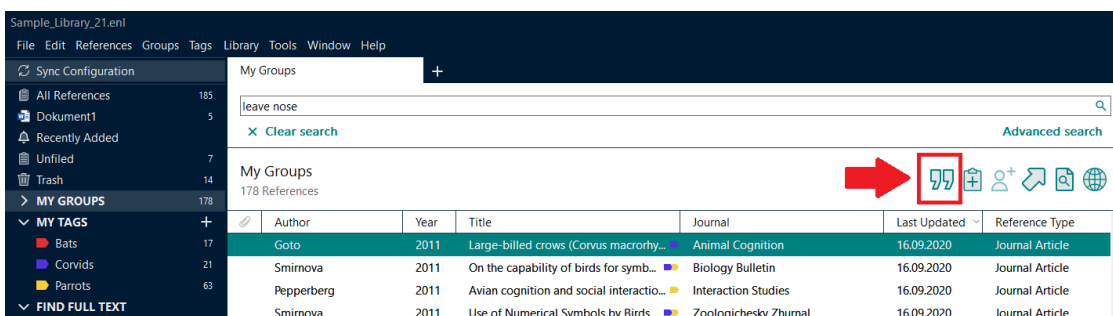 Sample_Library_21.enl
File Edit References Groups Tags Library Tools Window Help
Sync Configuration
My Groups +
All References 185
leave nose
Dokument1 5
Clear search Advanced search
Recently Added
Unfiled 7
My Groups
Trash 14
178 References
MY GROUPS 178
MY TAGS +
Author Year Title Journal Last Updated Reference Type
Bats 17
Goto 2011 Large-billed crows (Corvus macrorhy... Animal Cognition 16.09.2020 Journal Article
Corvids 21
Smirnova 2011 On the capability of birds for symb... Biology Bulletin 16.09.2020 Journal Article
Parrots 63
Pepperberg 2011 Avian cognition and social interactio... Interaction Studies 16.09.2020 Journal Article
FIND FULL TEXT
Smirnova 2011 Use of Numerical Symbols by Birds Zoologichesky Zhurnal 16.09.2020 Journal Article